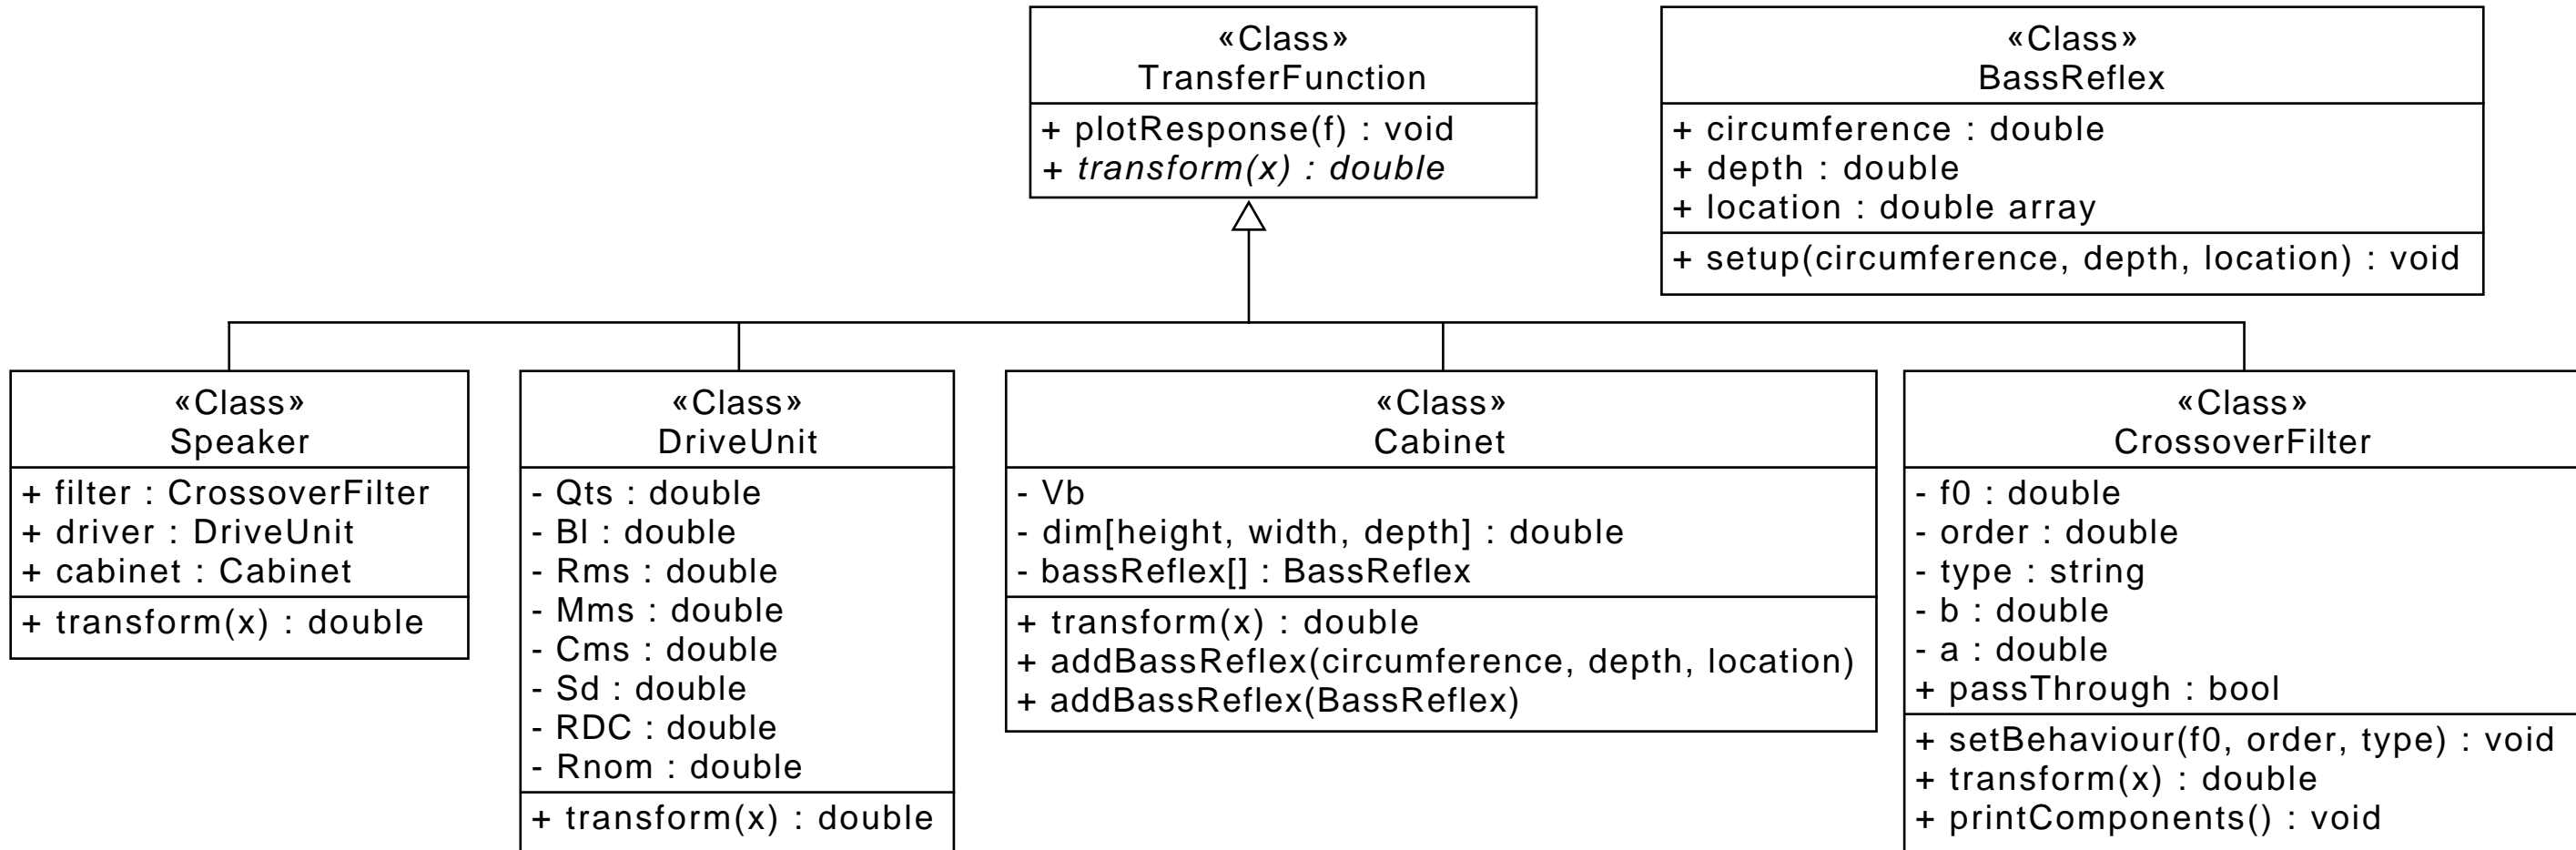 «Class»
TransferFunction
+ plotResponse(f) : void
+ transform(x) : double
«Class»
BassReflex
+ circumference : double
+ depth : double
+ location : double array
+ setup(circumference, depth, location) : void
«Class»
Speaker
+ filter : CrossoverFilter
+ driver : DriveUnit
+ cabinet : Cabinet
+ transform(x) : double
«Class»
DriveUnit
- Qts : double
- Bl : double
- Rms : double
- Mms : double
- Cms : double
- Sd : double
- RDC : double
- Rnom : double
+ transform(x) : double
«Class»
Cabinet
- Vb
- dim[height, width, depth] : double
- bassReflex[] : BassReflex
+ transform(x) : double
+ addBassReflex(circumference, depth, location)
+ addBassReflex(BassReflex)
«Class»
CrossoverFilter
- f0 : double
- order : double
- type : string
- b : double
- a : double
+ passThrough : bool
+ setBehaviour(f0, order, type) : void
+ transform(x) : double
+ printComponents() : void